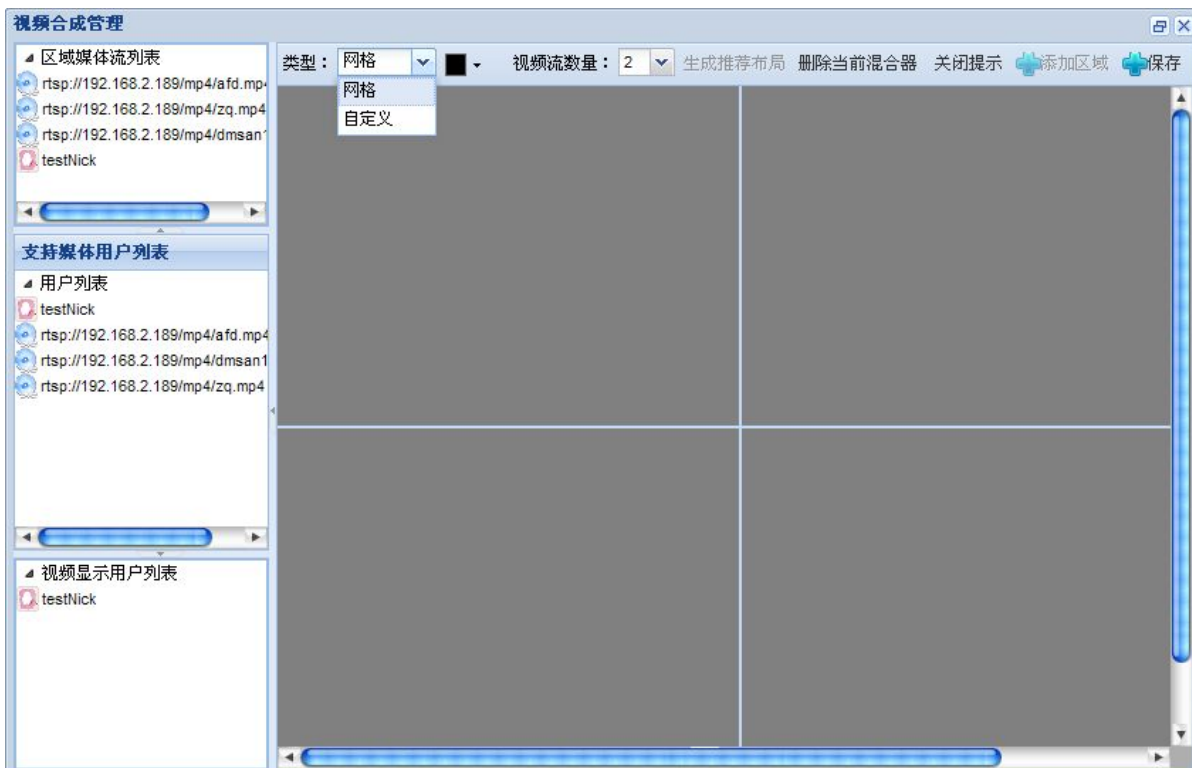 视频合成管理
区域媒体流列表
rtsp://192.168.2.189/mp4/afd.mp4
rtsp://192.168.2.189/mp4/zq.mp4
rtsp://192.168.2.189/mp4/dmsan1
testNick
支持媒体用户列表
用户列表
testNick
rtsp://192.168.2.189/mp4/afd.mp4
rtsp://192.168.2.189/mp4/dmsan1
rtsp://192.168.2.189/mp4/zq.mp4
视频显示用户列表
testNick
类型: 网格 视频流数量: 2 生成推荐布局 删除当前混合器 关闭提示 添加区域 保存
网格
自定义